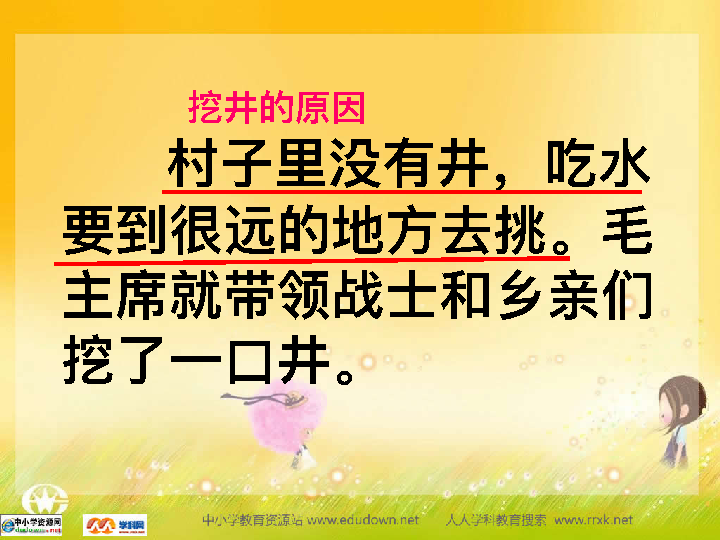 挖井的原因
村子里没有井，吃水
要到很远的地方去挑。毛
主席就带领战士和乡亲们
挖了一口井。
中小学资源网
学科网
中小学教育资源站 www.edudown.net 人人学科教育搜索 www.rrxk.net